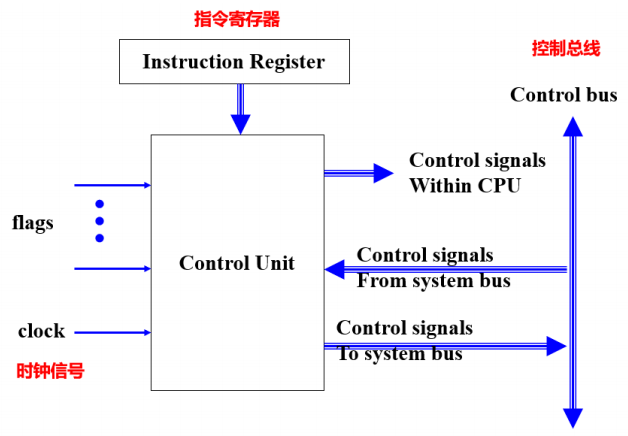 指令寄存器
Instruction Register
控制总线
Control bus
Control signals
Within CPU
flags
Control Unit
Control signals
From system bus
clock
Control signals
To system bus
时钟信号